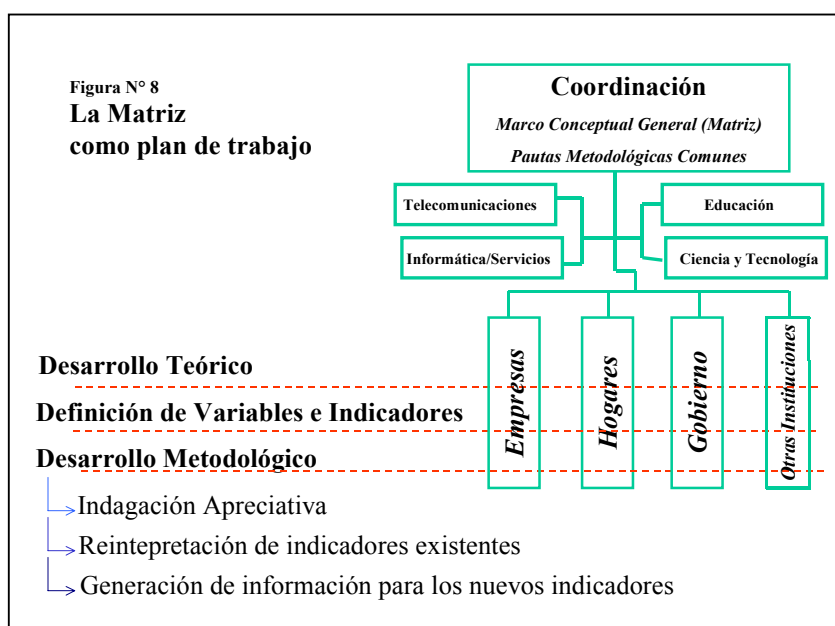 Figura N° 8
La Matriz
como plan de trabajo
Coordinación
Marco Conceptual General (Matriz)
Pautas Metodológicas Comunes
Telecomunicaciones
Educación
Informática/Servicios
Ciencia y Tecnología
Empresas
Hogares
Gobierno
Otras Instituciones
Desarrollo Teórico
Definición de Variables e Indicadores
Desarrollo Metodológico
Indagación Apreciativa
Reintepretación de indicadores existentes
Generación de información para los nuevos indicadores